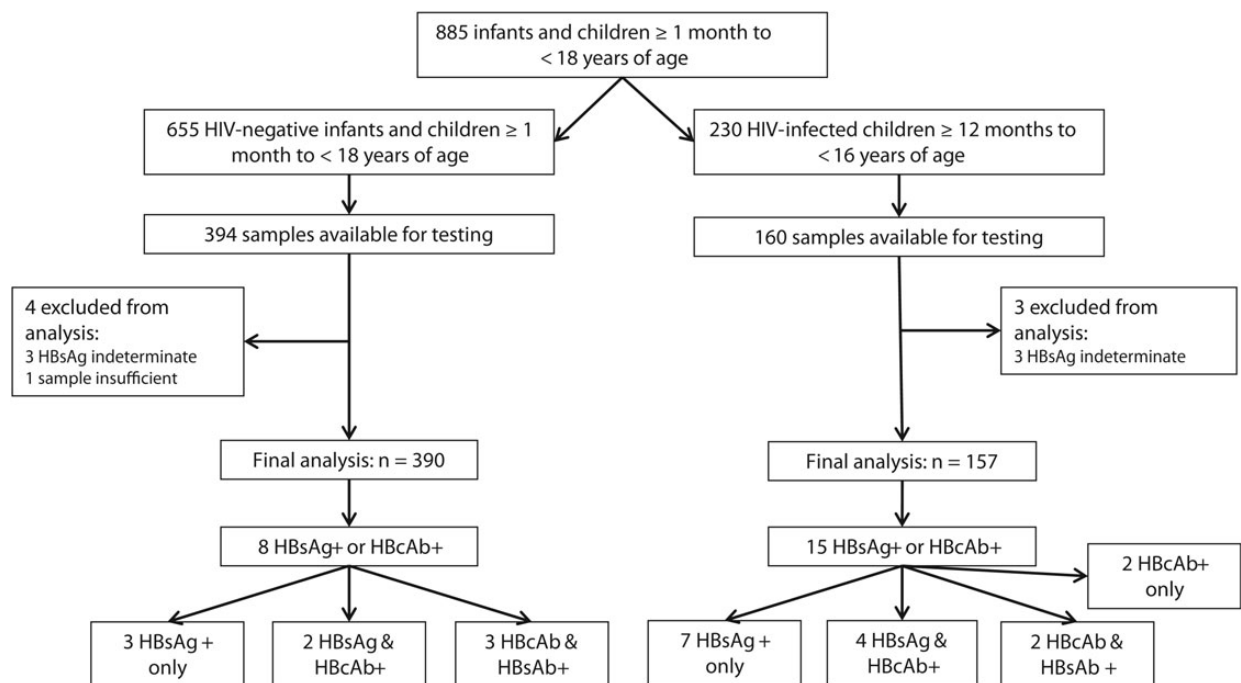 885 infants and children ≥ 1 month to
< 18 years of age
655 HIV-negative infants and children ≥ 1
month to < 18 years of age
230 HIV-infected children ≥ 12 months to
< 16 years of age
394 samples available for testing
160 samples available for testing
4 excluded from
analysis:
3 HBsAg indeterminate
1 sample insufficient
3 excluded from
analysis:
3 HBsAg indeterminate
Final analysis: n = 390
Final analysis: n = 157
8 HBsAg+ or HBcAb+
15 HBsAg+ or HBcAb+
2 HBcAb+
only
3 HBsAg +
only
2 HBsAg &
HBcAb+
3 HBcAb &
HBsAb+
7 HBsAg +
only
4 HBsAg &
HBcAb+
2 HBcAb &
HBsAb +